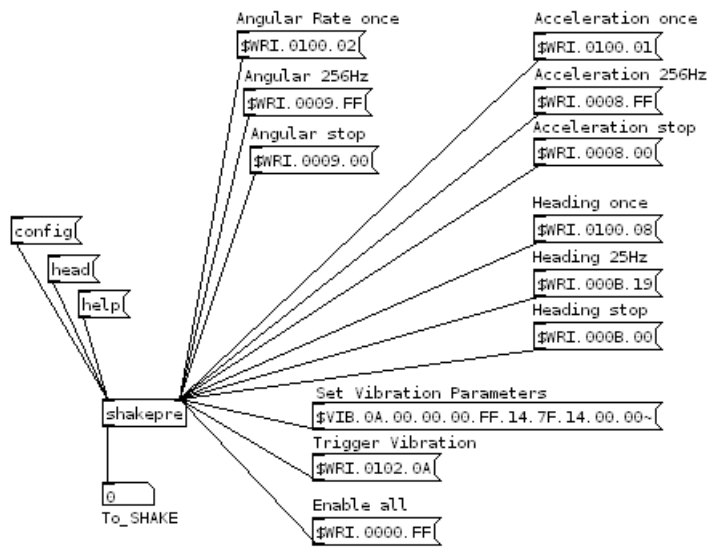 Angular Rate once
$WRI.0100.02
Angular 256Hz
$WRI.0009.FF
Angular stop
$WRI.0009.00
Acceleration once
$WRI.0100.01
Acceleration 256Hz
$WRI.0008.FF
Acceleration stop
$WRI.0008.00
Heading once
$WRI.0100.08
Heading 25Hz
$WRI.000B.19
Heading stop
$WRI.000B.00
config
head
help
shakepre
0
To_SHAKE
Set Vibration Parameters
$VIB.0A.00.00.00.FF.14.7F.14.00.00~
Trigger Vibration
$WRI.0102.0A
Enable all
$WRI.0000.FF